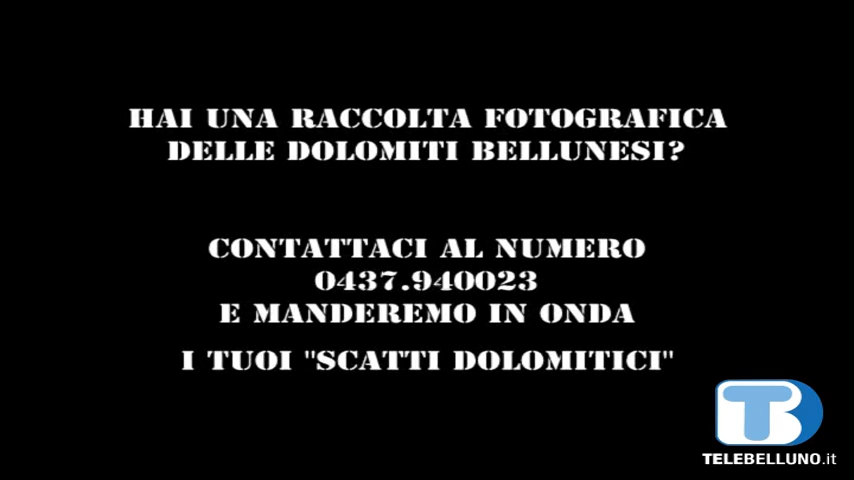 HAI UNA RACCOLTA FOTOGRAFICA
DELLE DOLOMITI BELLUNESI?
CONTATTACI AL NUMERO
0437.940023
E MANDEREMO IN ONDA
I TUOI "SCATTI DOLOMITICI"
TB
TELEBELLUNO.it